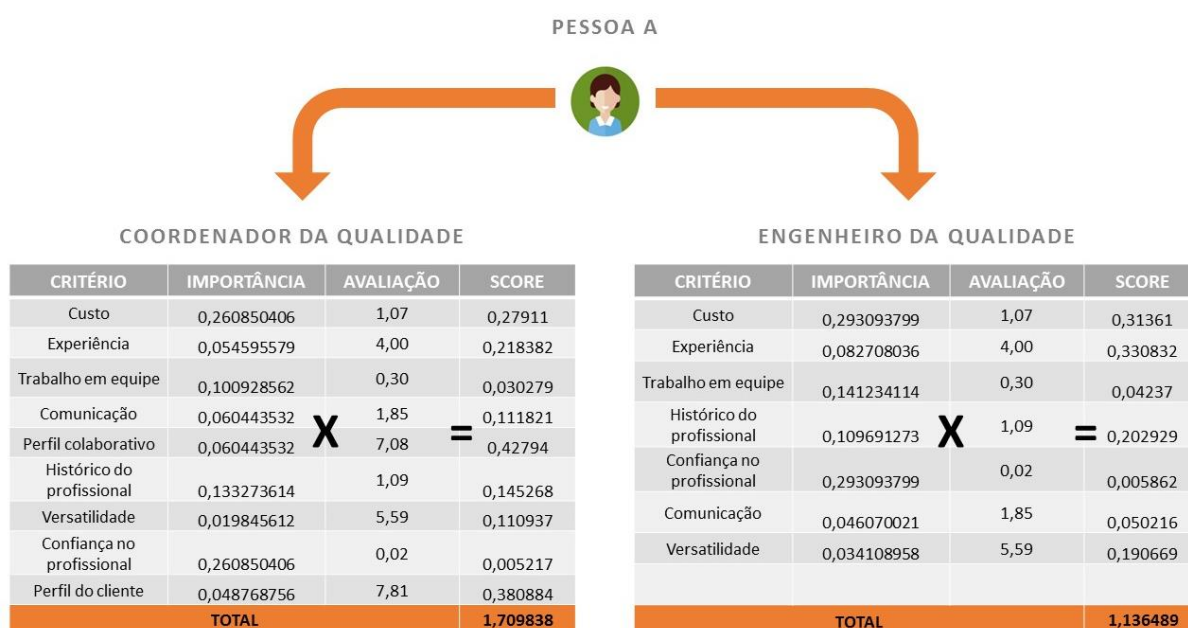 PESSOA A
COORDENADOR DA QUALIDADE
CRITÉRIO IMPORTÂNCIA AVALIAÇÃO SCORE
Custo 0,260850406 1,07 0,27911
Experiência 0,054595579 4,00 0,218382
Trabalho em equipe 0,100928562 0,30 0,030279
Comunicação 0,060443532 1,85 0,111821
Perfil colaborativo 0,060443532 7,08 0,42794
X =
Histórico do
profissional 0,133273614 1,09 0,145268
Versatilidade 0,019845612 5,59 0,110937
Confiança no
profissional 0,260850406 0,02 0,005217
Perfil do cliente 0,048768756 7,81 0,380884
TOTAL 1,709838
ENGENHEIRO DA QUALIDADE
CRITÉRIO IMPORTÂNCIA AVALIAÇÃO SCORE
Custo 0,293093799 1,07 0,31361
Experiência 0,082708036 4,00 0,330832
Trabalho em equipe 0,141234114 0,30 0,04237
Histórico do
profissional 0,109691273 1,09 0,202929
X =
Confiança no
profissional 0,293093799 0,02 0,005862
Comunicação 0,046070021 1,85 0,050216
Versatilidade 0,034108958 5,59 0,190669
TOTAL 1,136489